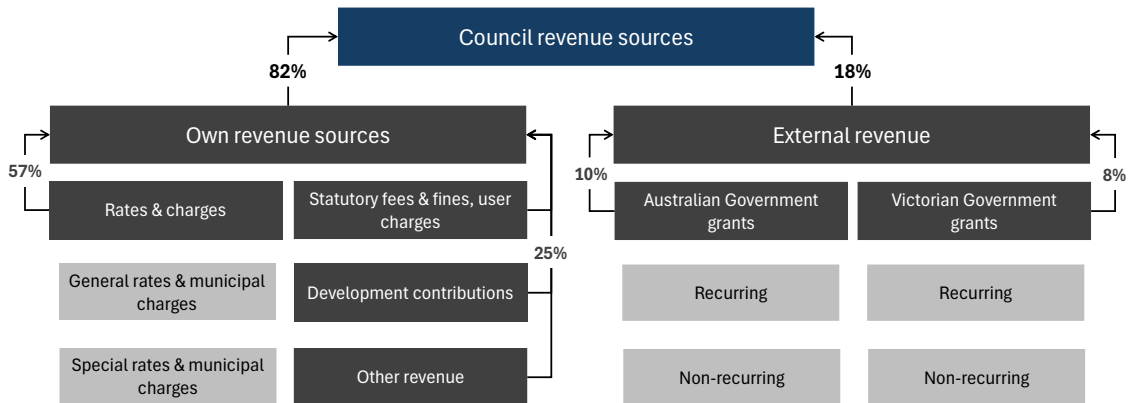 Council revenue sources
82%
18%
Own revenue sources
External revenue
57%
10%
8%
Rates & charges
Statutory fees & fines, user
charges
Australian Government
grants
Victorian Government
grants
25%
General rates & municipal
charges
Development contributions
Recurring
Recurring
Special rates & municipal
charges
Other revenue
Non-recurring
Non-recurring